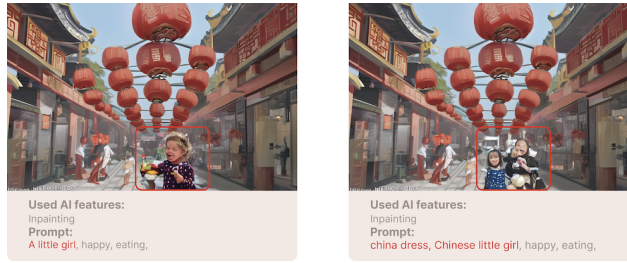 Used AI features:
Inpainting
Prompt:
A little girl, happy, eating,
Used AI features:
Inpainting
Prompt:
china dress, Chinese little girl, happy, eating,